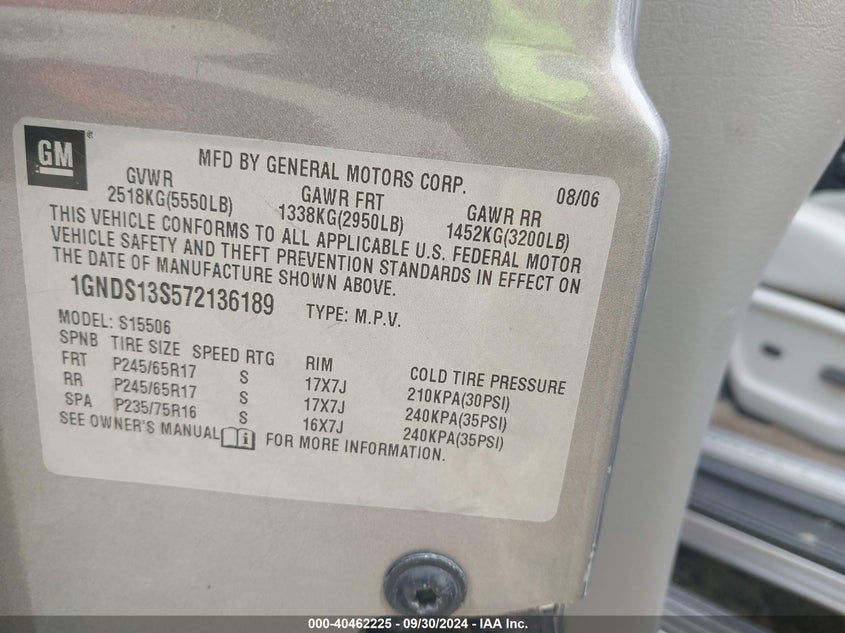 GM
MFD BY GENERAL MOTORS CORP. 08/06
GVWR GAWR FRT GAWR RR
2518KG(5550LB) 1338KG(2950LB) 1452KG(3200LB)
THIS VEHICLE CONFORMS TO ALL APPLICABLE U.S. FEDERAL MOTOR
VEHICLE SAFETY AND THEFT PREVENTION STANDARDS IN EFFECT ON
THE DATE OF MANUFACTURE SHOWN ABOVE.
1GNDS13S572136189 TYPE: M.P.V.
MODEL: S15506
SPNB TIRE SIZE SPEED RTG RIM COLD TIRE PRESSURE
FRT P245/65R17 S 17X7J 210KPA(30PSI)
RR P245/65R17 S 17X7J 240KPA(35PSI)
SPA P235/75R16 S 16X7J 240KPA(35PSI)
SEE OWNER'S MANUAL FOR MORE INFORMATION.
000-40462225 - 09/30/2024 - IAA Inc.